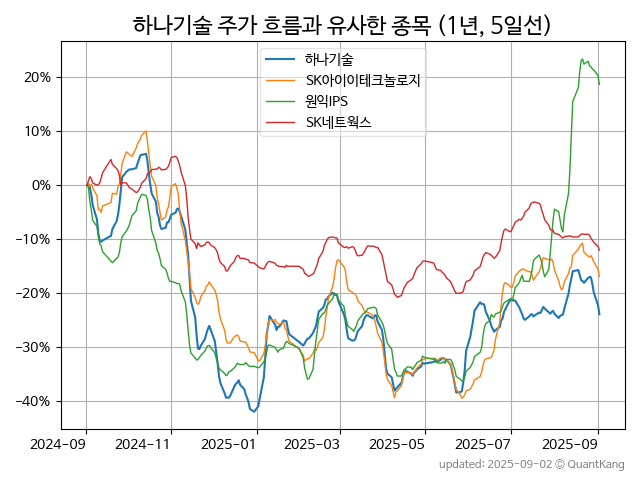 하나기술 주가 흐름과 유사한 종목 (1년, 5일선)
하나기술
SK아이이테크놀로지
원익IPS
SK네트웍스
20%
10%
0%
−10%
−20%
−30%
−40%
2024-09
2024-11
2025-01
2025-03
2025-05
2025-07
2025-09
updated: 2025-09-02 © QuantKang